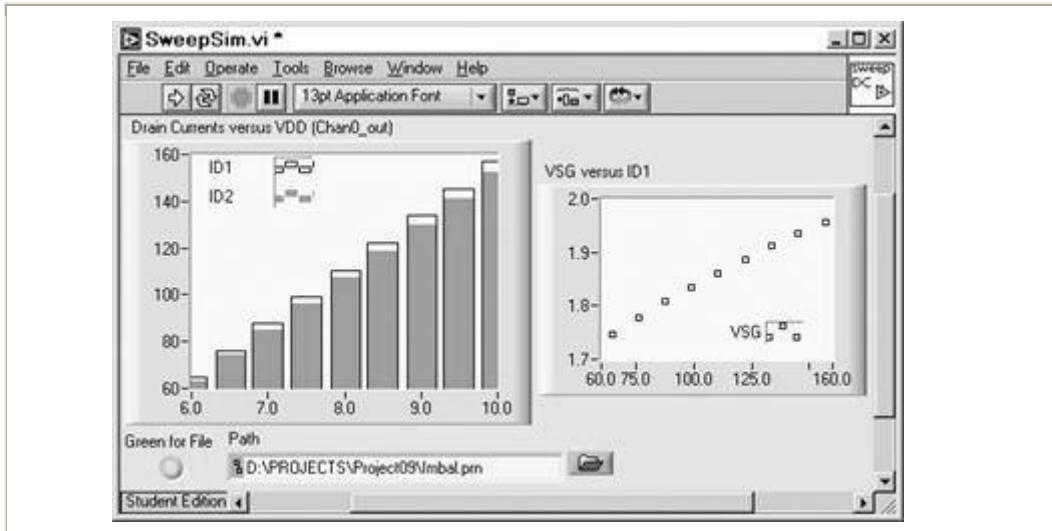 SweepSim.vi *
File Edit Operate Tools Browse Window Help
13pt Application Font
sweep
DC
Drain Currents versus VDD (Chan0_out)
160
140
120
100
80
60
6.0 7.0 8.0 9.0 10.0
ID1
ID2
VSG versus ID1
2.0
1.9
1.8
1.7
60.0 75.0 100.0 125.0 160.0
VSG
Green for File Path
D:\PROJECTS\Project09\Imbal.prn
Student Edition